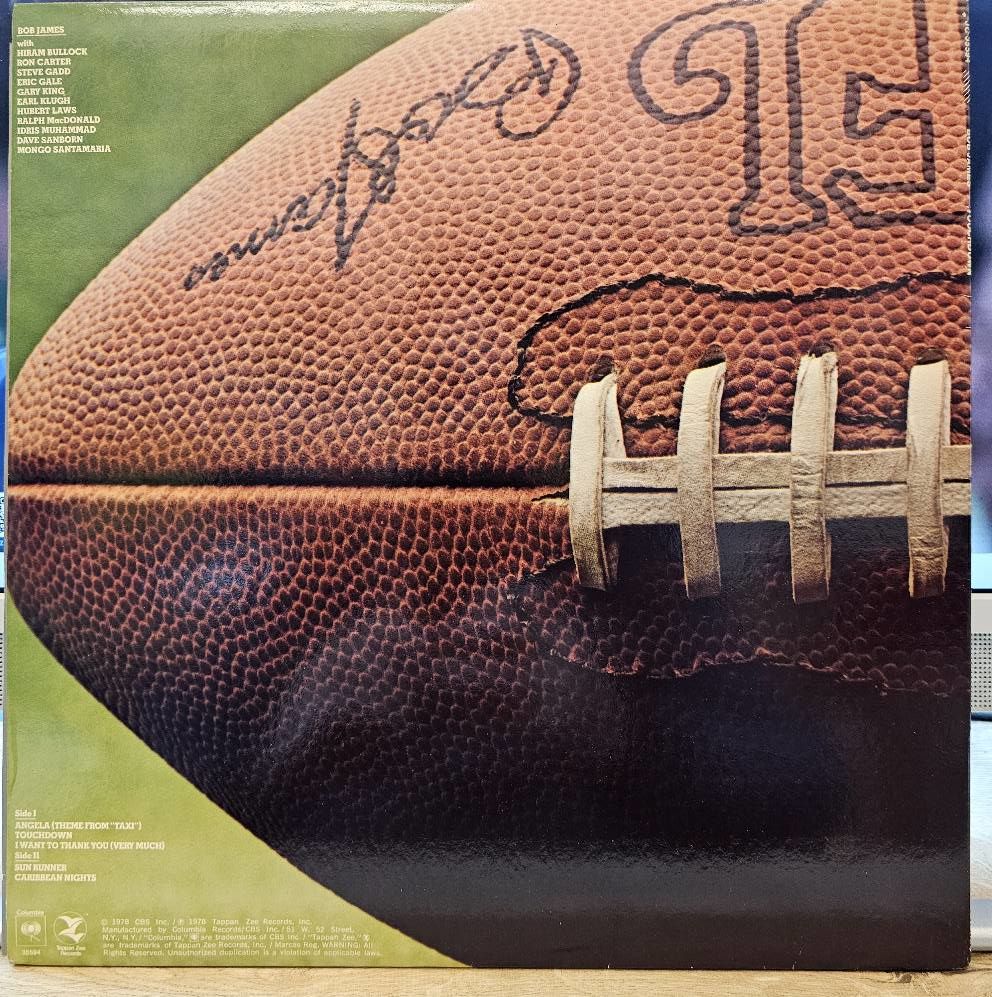 BOB JAMES
with
HIRAM BULLOCK
RON CARTER
STEVE GADD
ERIC GALE
GARY KING
EARL KLUGH
HUBERT LAWS
RALPH MacDONALD
IDRIS MUHAMMAD
DAVE SANBORN
MONGO SANTAMARIA
Bob James
Side I
ANGELA (THEME FROM "TAXI")
TOUCHDOWN
I WANT TO THANK YOU (VERY MUCH)
Side II
SUN RUNNER
CARIBBEAN NIGHTS
Columbia
35594
Tappan Zee
Records
© 1978 CBS Inc. / ℗ 1978 Tappan Zee Records, Inc.
Manufactured by Columbia Records/CBS Inc. / 51 W. 52 Street,
N.Y., N.Y. / "Columbia," are trademarks of CBS Inc. / "Tappan Zee,"
are trademarks of Tappan Zee Records, Inc. / Marcas Reg. WARNING: All
Rights Reserved. Unauthorized duplication is a violation of applicable laws.